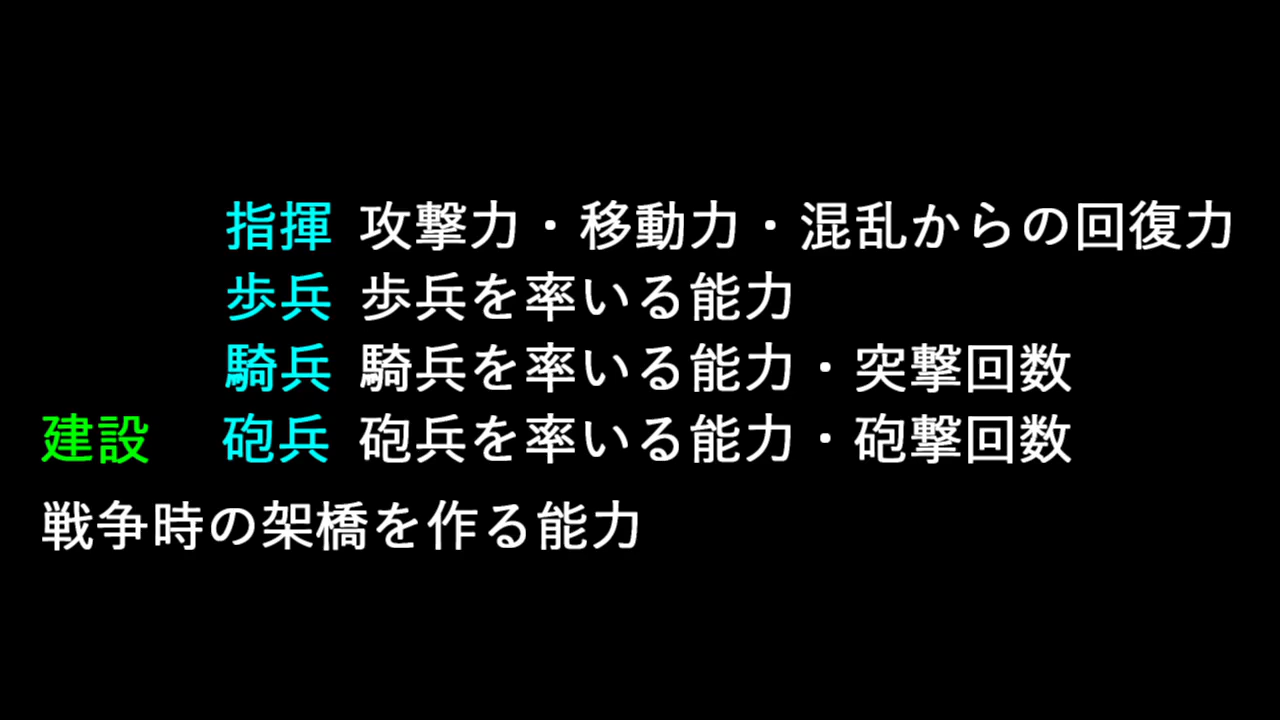 指揮 攻撃力・移動力・混乱からの回復力
歩兵 歩兵を率いる能力
騎兵 騎兵を率いる能力・突撃回数
建設 砲兵 砲兵を率いる能力・砲撃回数
戦争時の架橋を作る能力